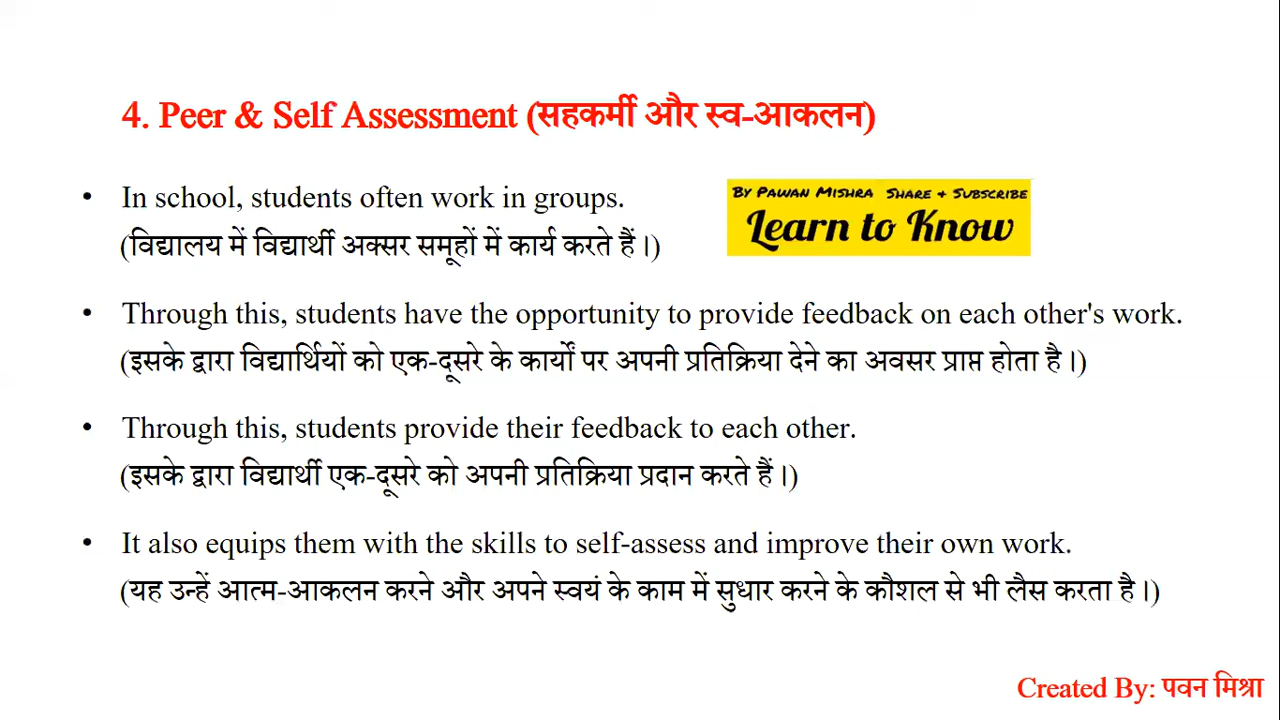 4. Peer & Self Assessment (सहकर्मी और स्व-आकलन)
• In school, students often work in groups.
(विद्यालय में विद्यार्थी अक्सर समूहों में कार्य करते हैं।)
By Pawan Mishra Share + Subscribe
Learn to Know
• Through this, students have the opportunity to provide feedback on each other's work.
(इसके द्वारा विद्यार्थियों को एक-दूसरे के कार्यों पर अपनी प्रतिक्रिया देने का अवसर प्राप्त होता है।)
• Through this, students provide their feedback to each other.
(इसके द्वारा विद्यार्थी एक-दूसरे को अपनी प्रतिक्रिया प्रदान करते हैं।)
• It also equips them with the skills to self-assess and improve their own work.
(यह उन्हें आत्म-आकलन करने और अपने स्वयं के काम में सुधार करने के कौशल से भी लैस करता है।)
Created By: पवन मिश्रा